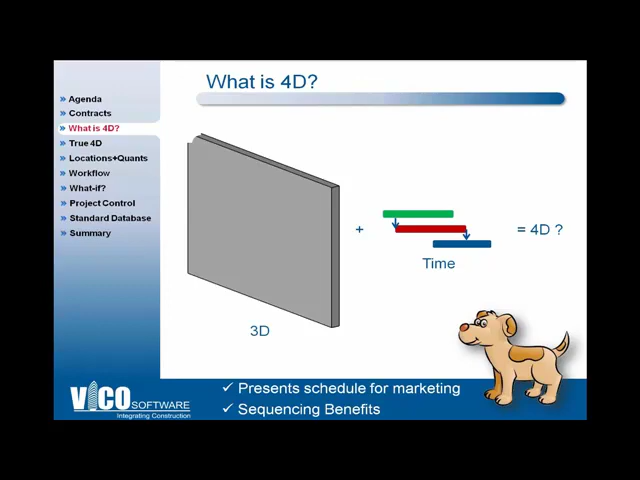 What is 4D?
Agenda
Contracts
What is 4D?
True 4D
Locations+Quants
Workflow
What-if?
Project Control
Standard Database
Summary
+
= 4D ?
Time
3D
VICO SOFTWARE
Integrating Construction
✓ Presents schedule for marketing
✓ Sequencing Benefits